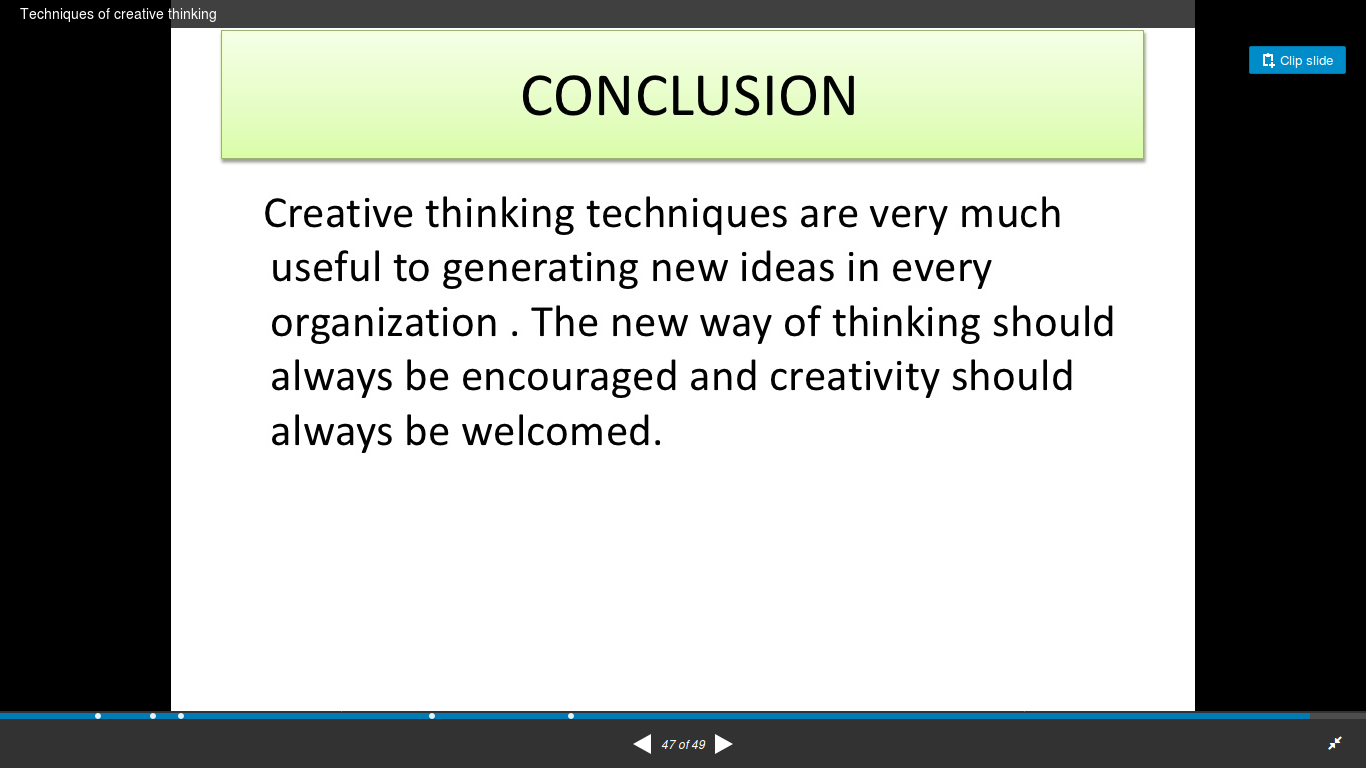 Techniques of creative thinking
Clip slide
CONCLUSION
Creative thinking techniques are very much
useful to generating new ideas in every
organization . The new way of thinking should
always be encouraged and creativity should
always be welcomed.
47 of 49